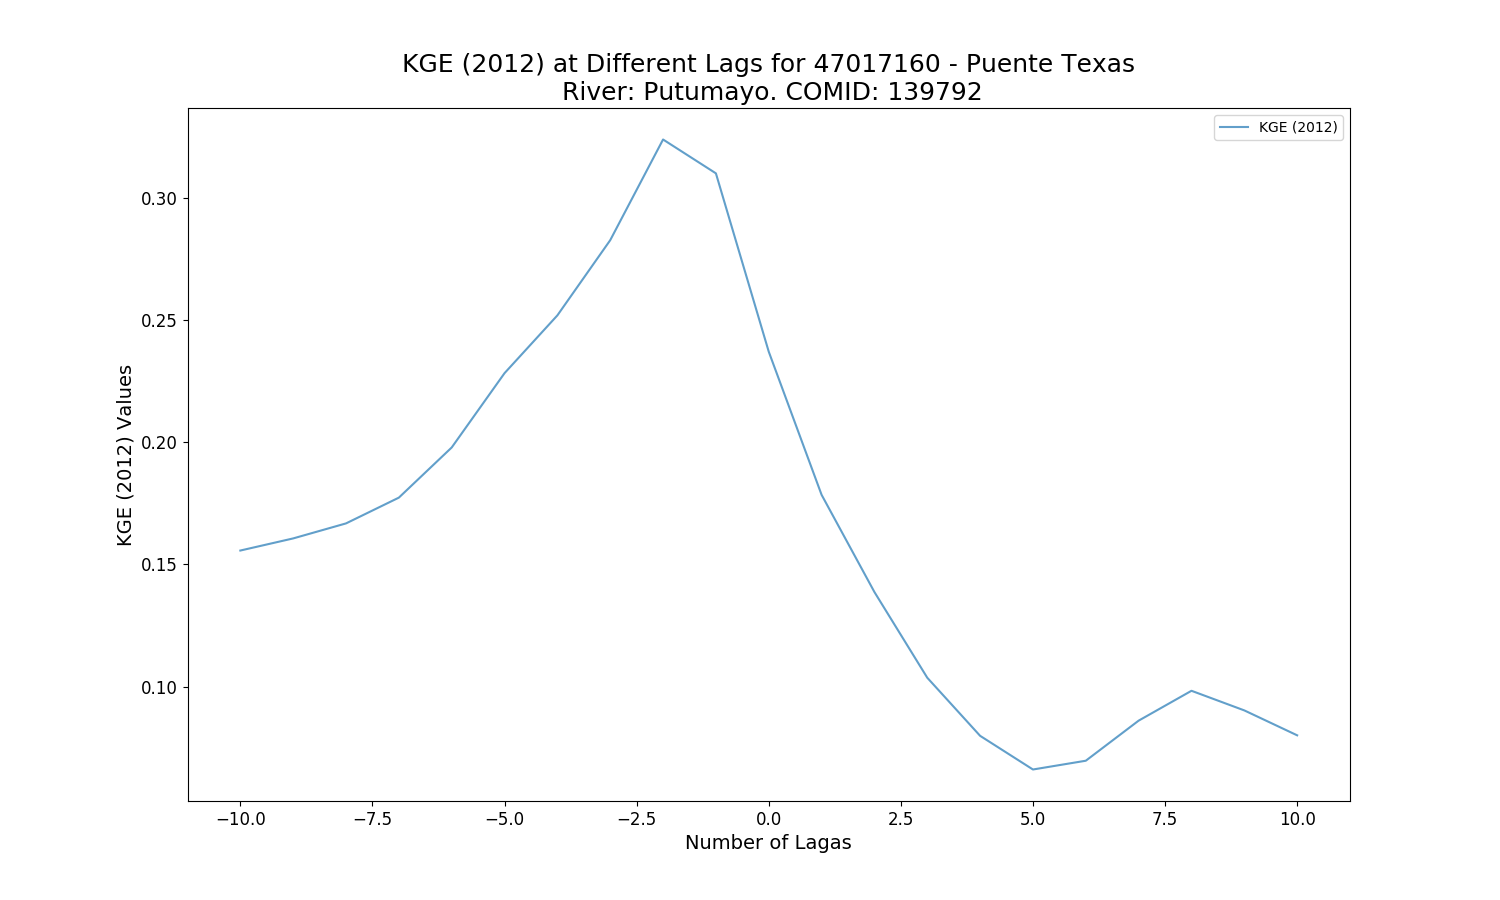 KGE (2012) at Different Lags for 47017160 - Puente Texas
River: Putumayo. COMID: 139792
KGE (2012)
KGE (2012) Values
0.30
0.25
0.20
0.15
0.10
−10.0 −7.5 −5.0 −2.5 0.0 2.5 5.0 7.5 10.0
Number of Lagas